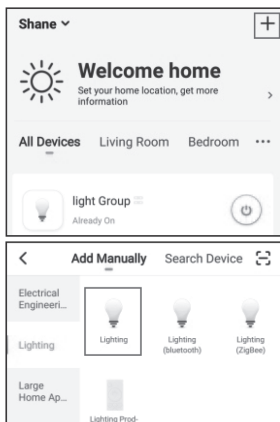 Shane
Welcome home
Set your home location, get more
information
All Devices Living Room Bedroom ...
light Group
Already On
Add Manually Search Device
Electrical
Engineeri...
Lighting
Lighting
Lighting
(bluetooth)
Lighting
(ZigBee)
Large
Home Ap...
Lighting Prod-